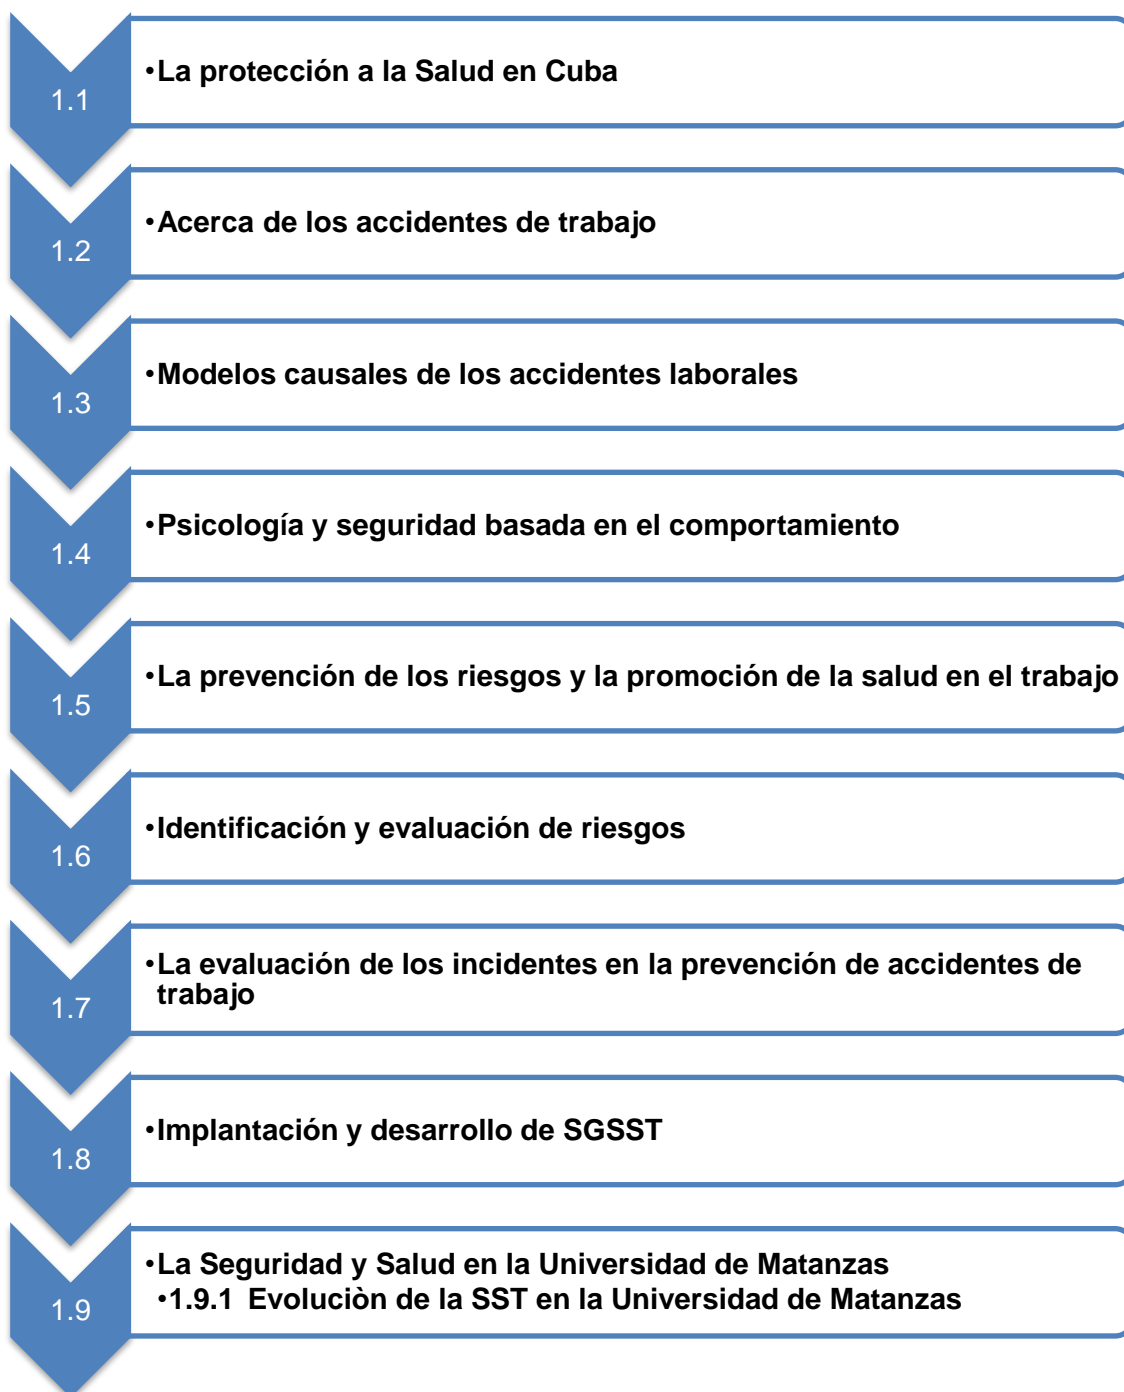 1.1
•La protección a la Salud en Cuba
1.2
•Acerca de los accidentes de trabajo
1.3
•Modelos causales de los accidentes laborales
1.4
•Psicología y seguridad basada en el comportamiento
1.5
•La prevención de los riesgos y la promoción de la salud en el trabajo
1.6
•Identificación y evaluación de riesgos
1.7
•La evaluación de los incidentes en la prevención de accidentes de
trabajo
1.8
•Implantación y desarrollo de SGSST
1.9
•La Seguridad y Salud en la Universidad de Matanzas
•1.9.1 Evoluciòn de la SST en la Universidad de Matanzas